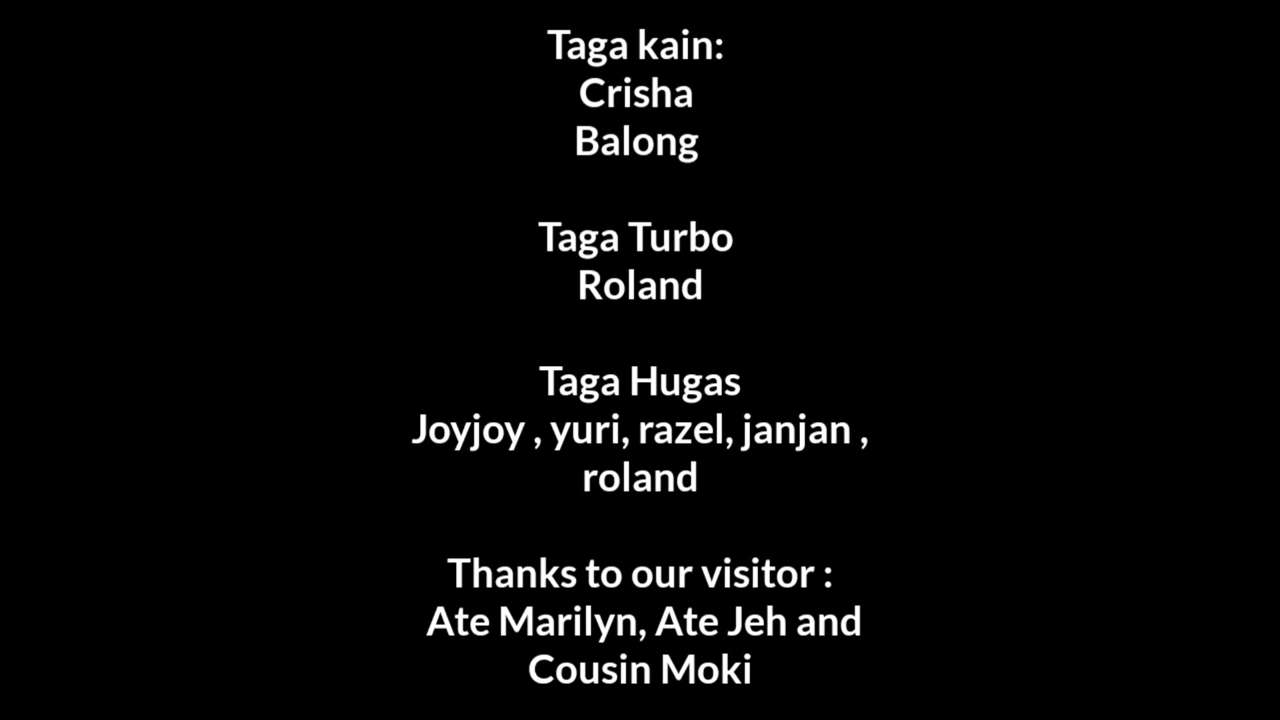 Taga kain:
Crisha
Balong
Taga Turbo
Roland
Taga Hugas
Joyjoy , yuri, razel, janjan ,
roland
Thanks to our visitor :
Ate Marilyn, Ate Jeh and
Cousin Moki